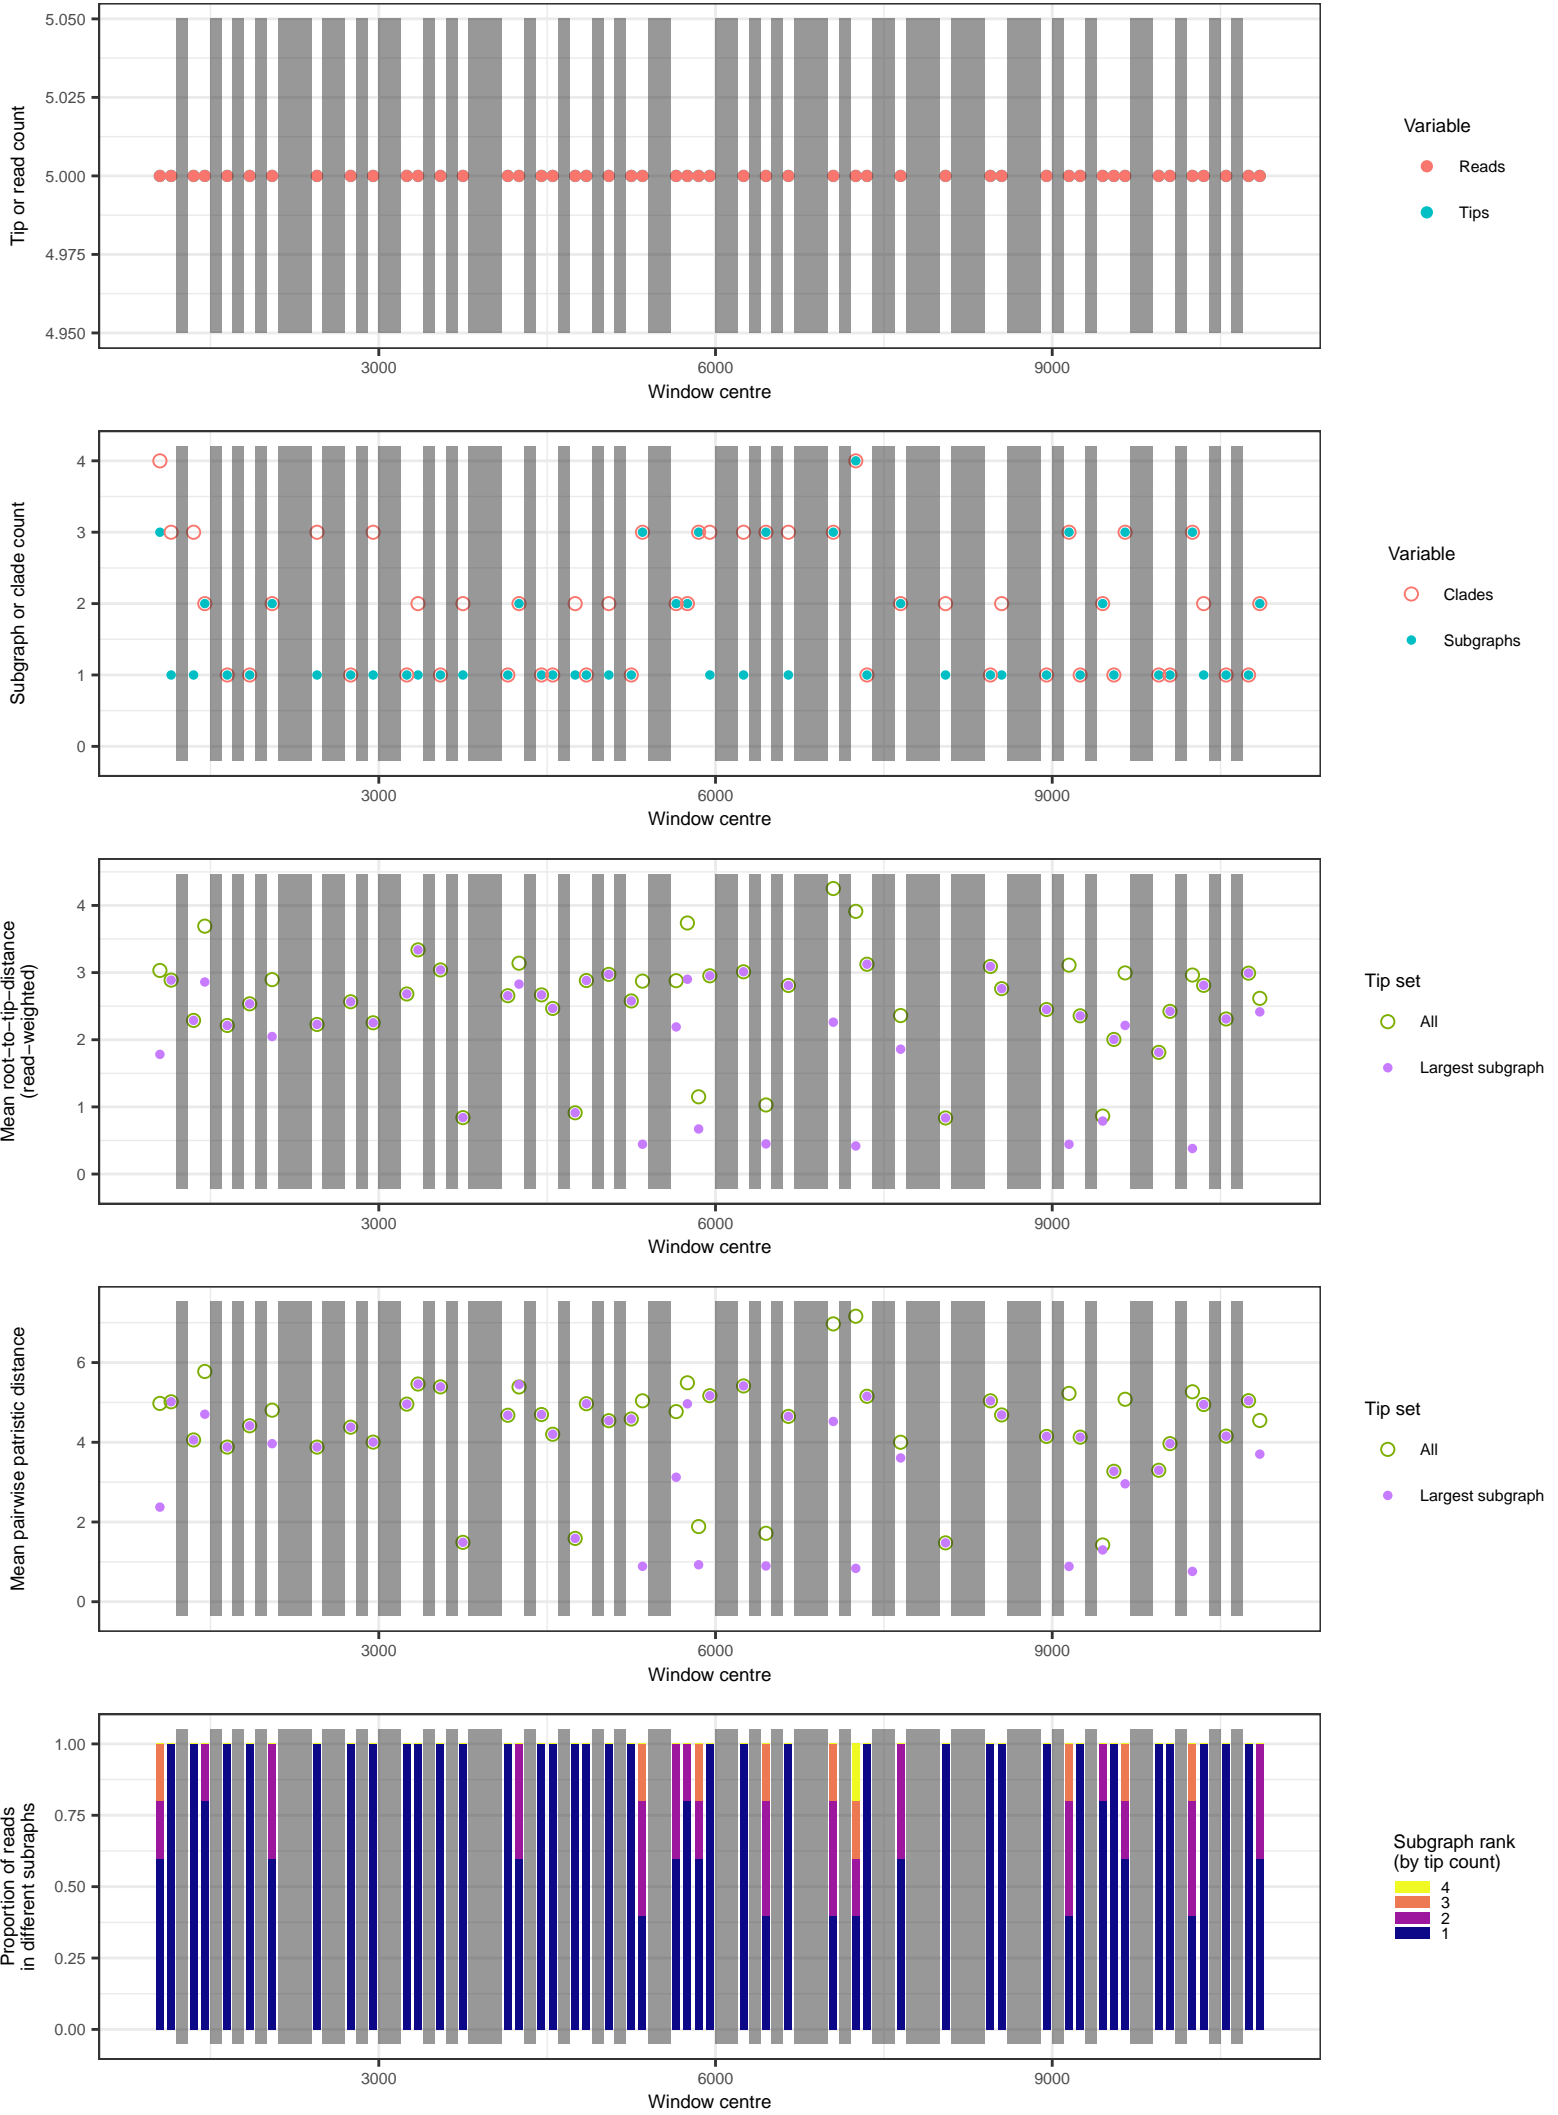 5.050
5.025
5.000
4.975
4.950
Tip or read count
3000 6000 9000
Window centre
Variable
Reads
Tips
4
3
2
1
0
Subgraph or clade count
3000 6000 9000
Window centre
Variable
Clades
Subgraphs
4
3
2
1
0
Mean root−to−tip−distance
(read−weighted)
3000 6000 9000
Window centre
Tip set
All
Largest subgraph
6
4
2
0
Mean pairwise patristic distance
3000 6000 9000
Window centre
Tip set
All
Largest subgraph
1.00
0.75
0.50
0.25
0.00
Proportion of reads
in different subraphs
3000 6000 9000
Window centre
Subgraph rank
(by tip count)
4
3
2
1